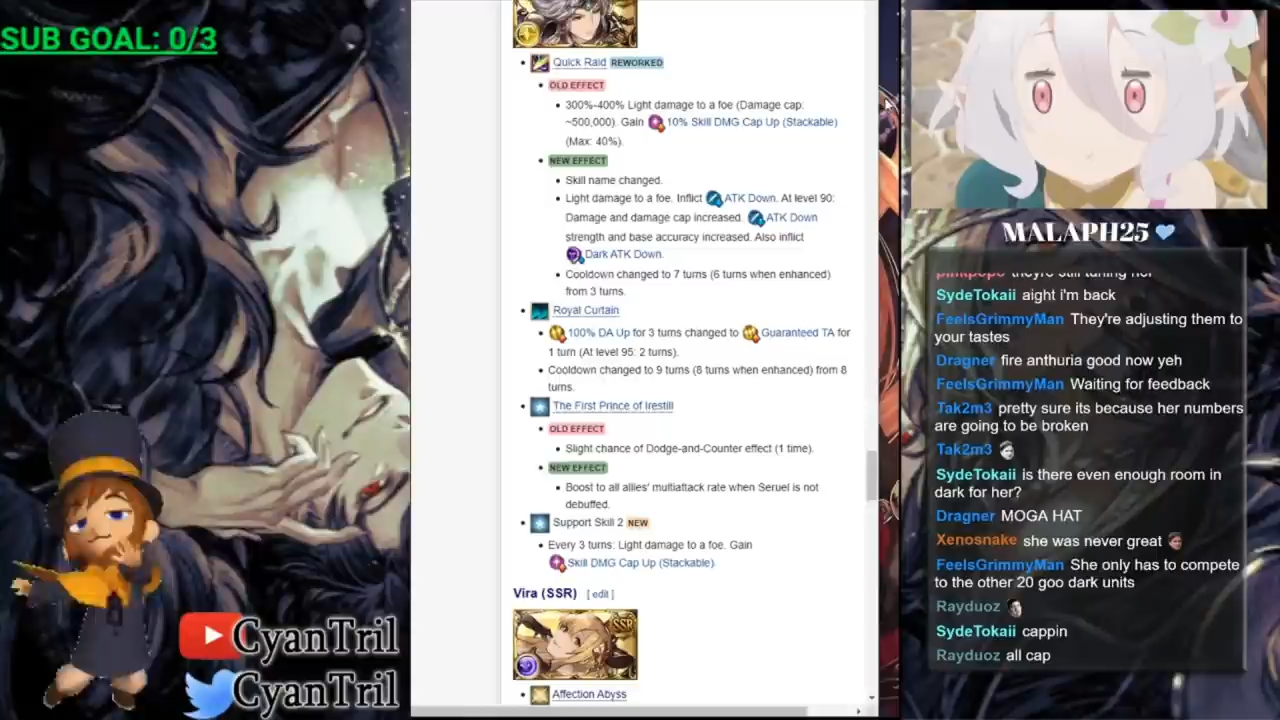 SUB GOAL: 0/3
Quick Raid REWORKED
OLD EFFECT
300%-400% Light damage to a foe (Damage cap:
~500,000). Gain 10% Skill DMG Cap Up (Stackable)
(Max: 40%).
NEW EFFECT
Skill name changed.
Light damage to a foe. Inflict ATK Down. At level 90:
Damage and damage cap increased. ATK Down
strength and base accuracy increased. Also inflict
Dark ATK Down.
Cooldown changed to 7 turns (6 turns when enhanced)
from 3 turns.
Royal Curtain
100% DA Up for 3 turns changed to Guaranteed TA for
1 turn (At level 95: 2 turns).
Cooldown changed to 9 turns (8 turns when enhanced) from 8
turns.
The First Prince of Irestill
OLD EFFECT
Slight chance of Dodge-and-Counter effect (1 time).
NEW EFFECT
Boost to all allies' multiattack rate when Seruel is not
debuffed.
Support Skill 2 NEW
Every 3 turns: Light damage to a foe. Gain
Skill DMG Cap Up (Stackable).
Vira (SSR) [ edit ]
SSR
Affection Abyss
CyanTril
CyanTril
MALAPH25
pinkpopo theyre still tuning her
SydeTokaii aight i'm back
FeelsGrimmyMan They're adjusting them to
your tastes
Dragner fire anthuria good now yeh
FeelsGrimmyMan Waiting for feedback
Tak2m3 pretty sure its because her numbers
are going to be broken
Tak2m3
SydeTokaii is there even enough room in
dark for her?
Dragner MOGA HAT
Xenosnake she was never great
FeelsGrimmyMan She only has to compete
to the other 20 goo dark units
Rayduoz
SydeTokaii cappin
Rayduoz all cap